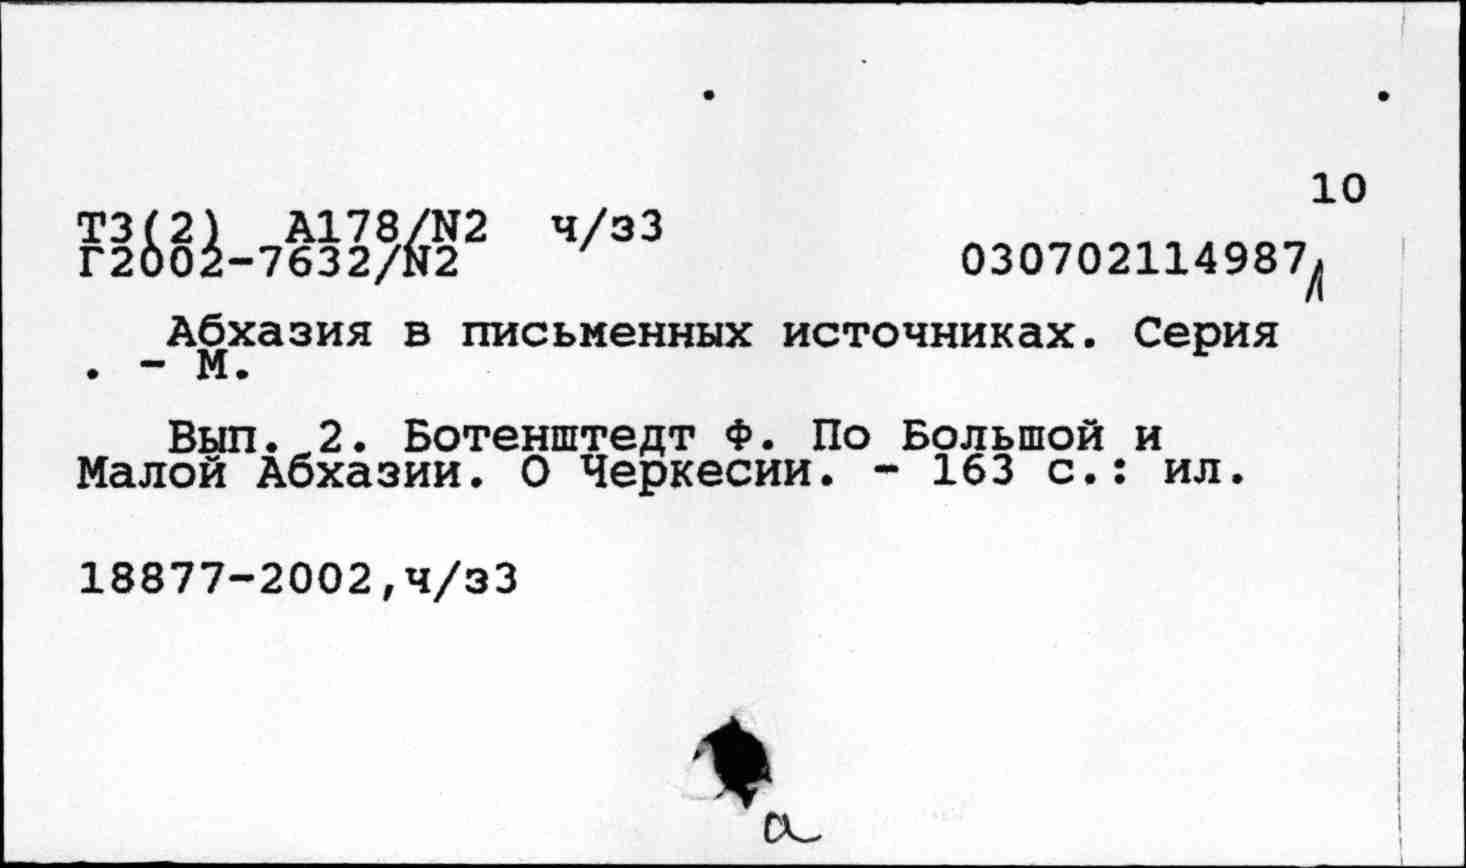 10
Т3(2) А178/N2 ч/з3
Г2002-7632/N2 030702114987
Абхазия в письменных источниках. Серия
. - М.
Вып. 2. Ботенштедт Ф. По Большой и
Малой Абхазии. О Черкесии. - 163 с.: ил.
18877-2002,ч/з3
а